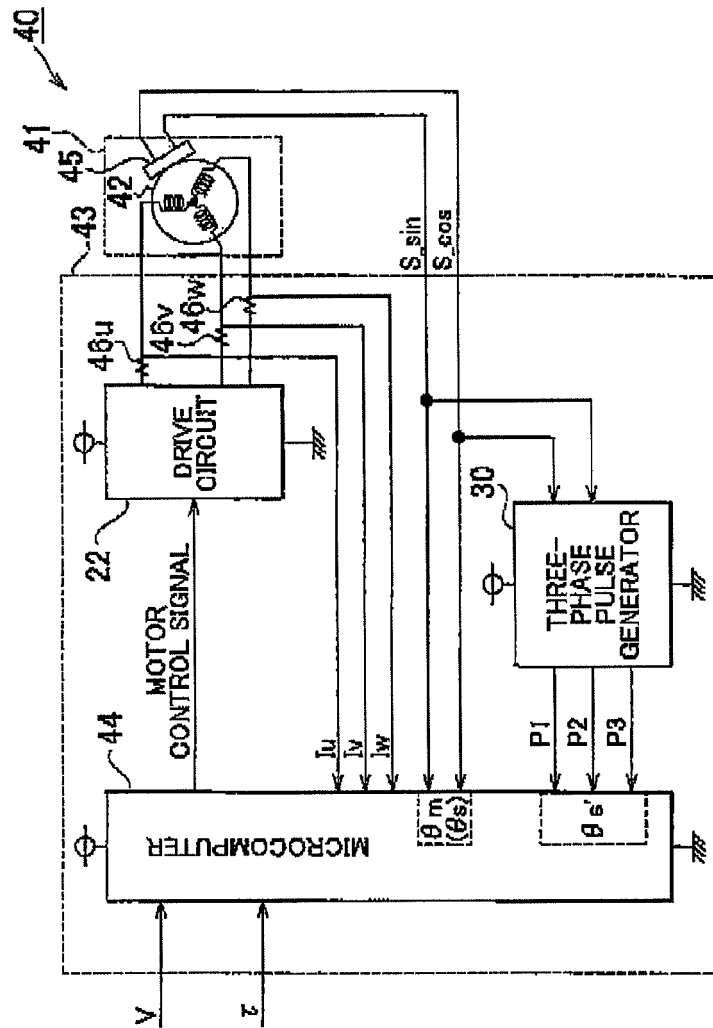 40
43
41
45
42
46u
46v
46w
DRIVE
CIRCUIT
22
MOTOR
CONTROL SIGNAL
44
MICROCOMPUTER
V
τ
Iu
Iv
Iw
S_sin
S_cos
θm
(θs)
θs'
30
THREE-
PHASE
PULSE
GENERATOR
P1
P2
P3